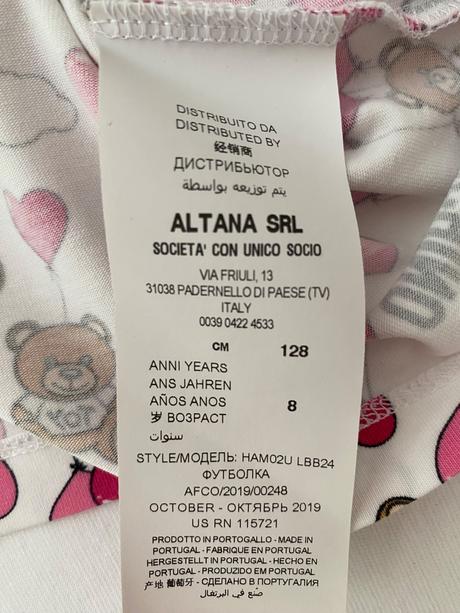 DISTRIBUITO DA
DISTRIBUTED BY
经销商
ДИСТРИБЬЮТОР
يتم توزيعه بواسطة
ALTANA SRL
SOCIETA' CON UNICO SOCIO
VIA FRIULI, 13
31038 PADERNELLO DI PAESE (TV)
ITALY
0039 0422 4533
CM 128
ANNI YEARS
ANS JAHREN
AÑOS ANOS 8
岁 ВОЗРАСТ
سنوات
STYLE/МОДЕЛЬ: HAM02U LBB24
ФУТБОЛКА
AFCO/2019/00248
OCTOBER - ОКТЯБРЬ 2019
US RN 115721
PRODOTTO IN PORTOGALLO - MADE IN
PORTUGAL - FABRIQUE EN PORTUGAL
HERGESTELLT IN PORTUGAL - HECHO EN
PORTUGAL - PRODUZIDO EM PORTUGAL
产地 葡萄牙 - СДЕЛАНО В ПОРТУГАЛИИ
صنع في البرتغال